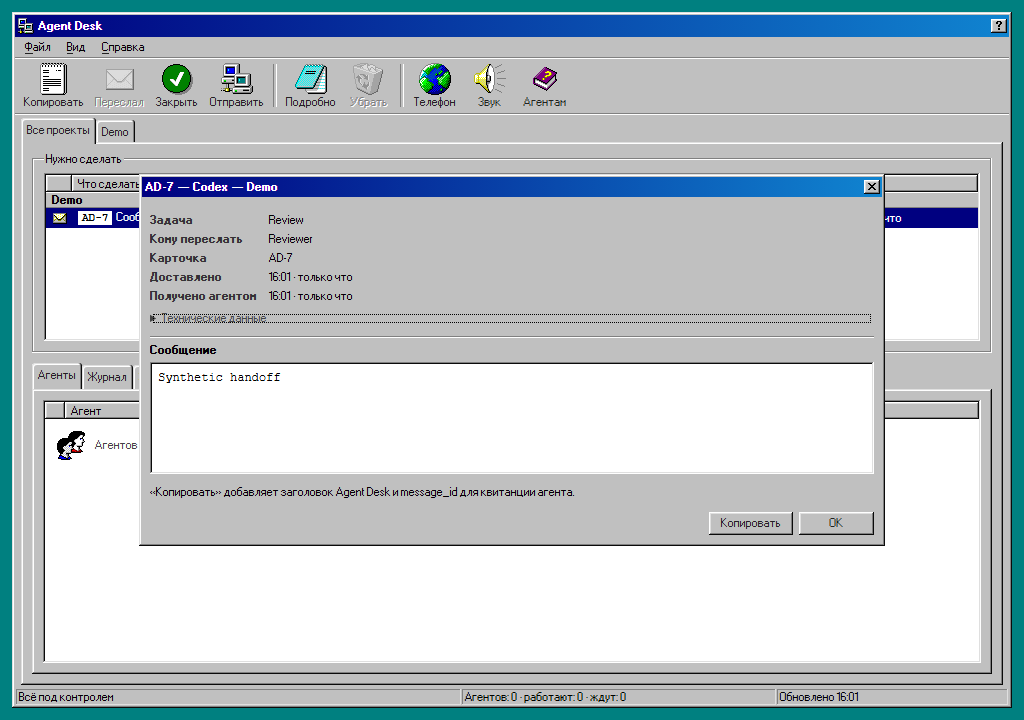 Agent Desk
Файл Вид Справка
Копировать Переслал Закрыть Отправить Подробно Убрать Телефон Звук Агентам
Все проекты Demo
Нужно сделать
Что сделать
Demo
AD-7
AD-7 — Codex — Demo
Задача Review
Кому переслать Reviewer
Карточка AD-7
Доставлено 16:01 · только что
Получено агентом 16:01 · только что
Технические данные
Сообщение
Synthetic handoff
«Копировать» добавляет заголовок Agent Desk и message_id для квитанции агента.
Копировать OK
Агенты Журнал
Агент
Агентов
Всё под контролем Агентов: 0 · работают: 0 · ждут: 0 Обновлено 16:01